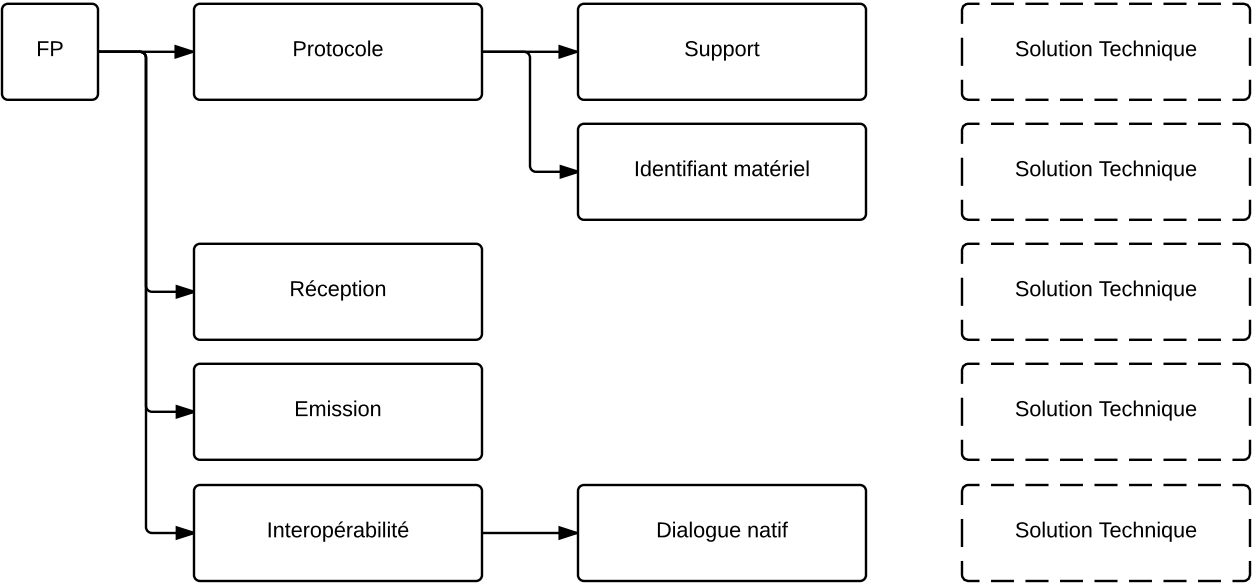 FP
Protocole
Support
Solution Technique
Identifiant matériel
Solution Technique
Réception
Solution Technique
Emission
Solution Technique
Interopérabilité
Dialogue natif
Solution Technique